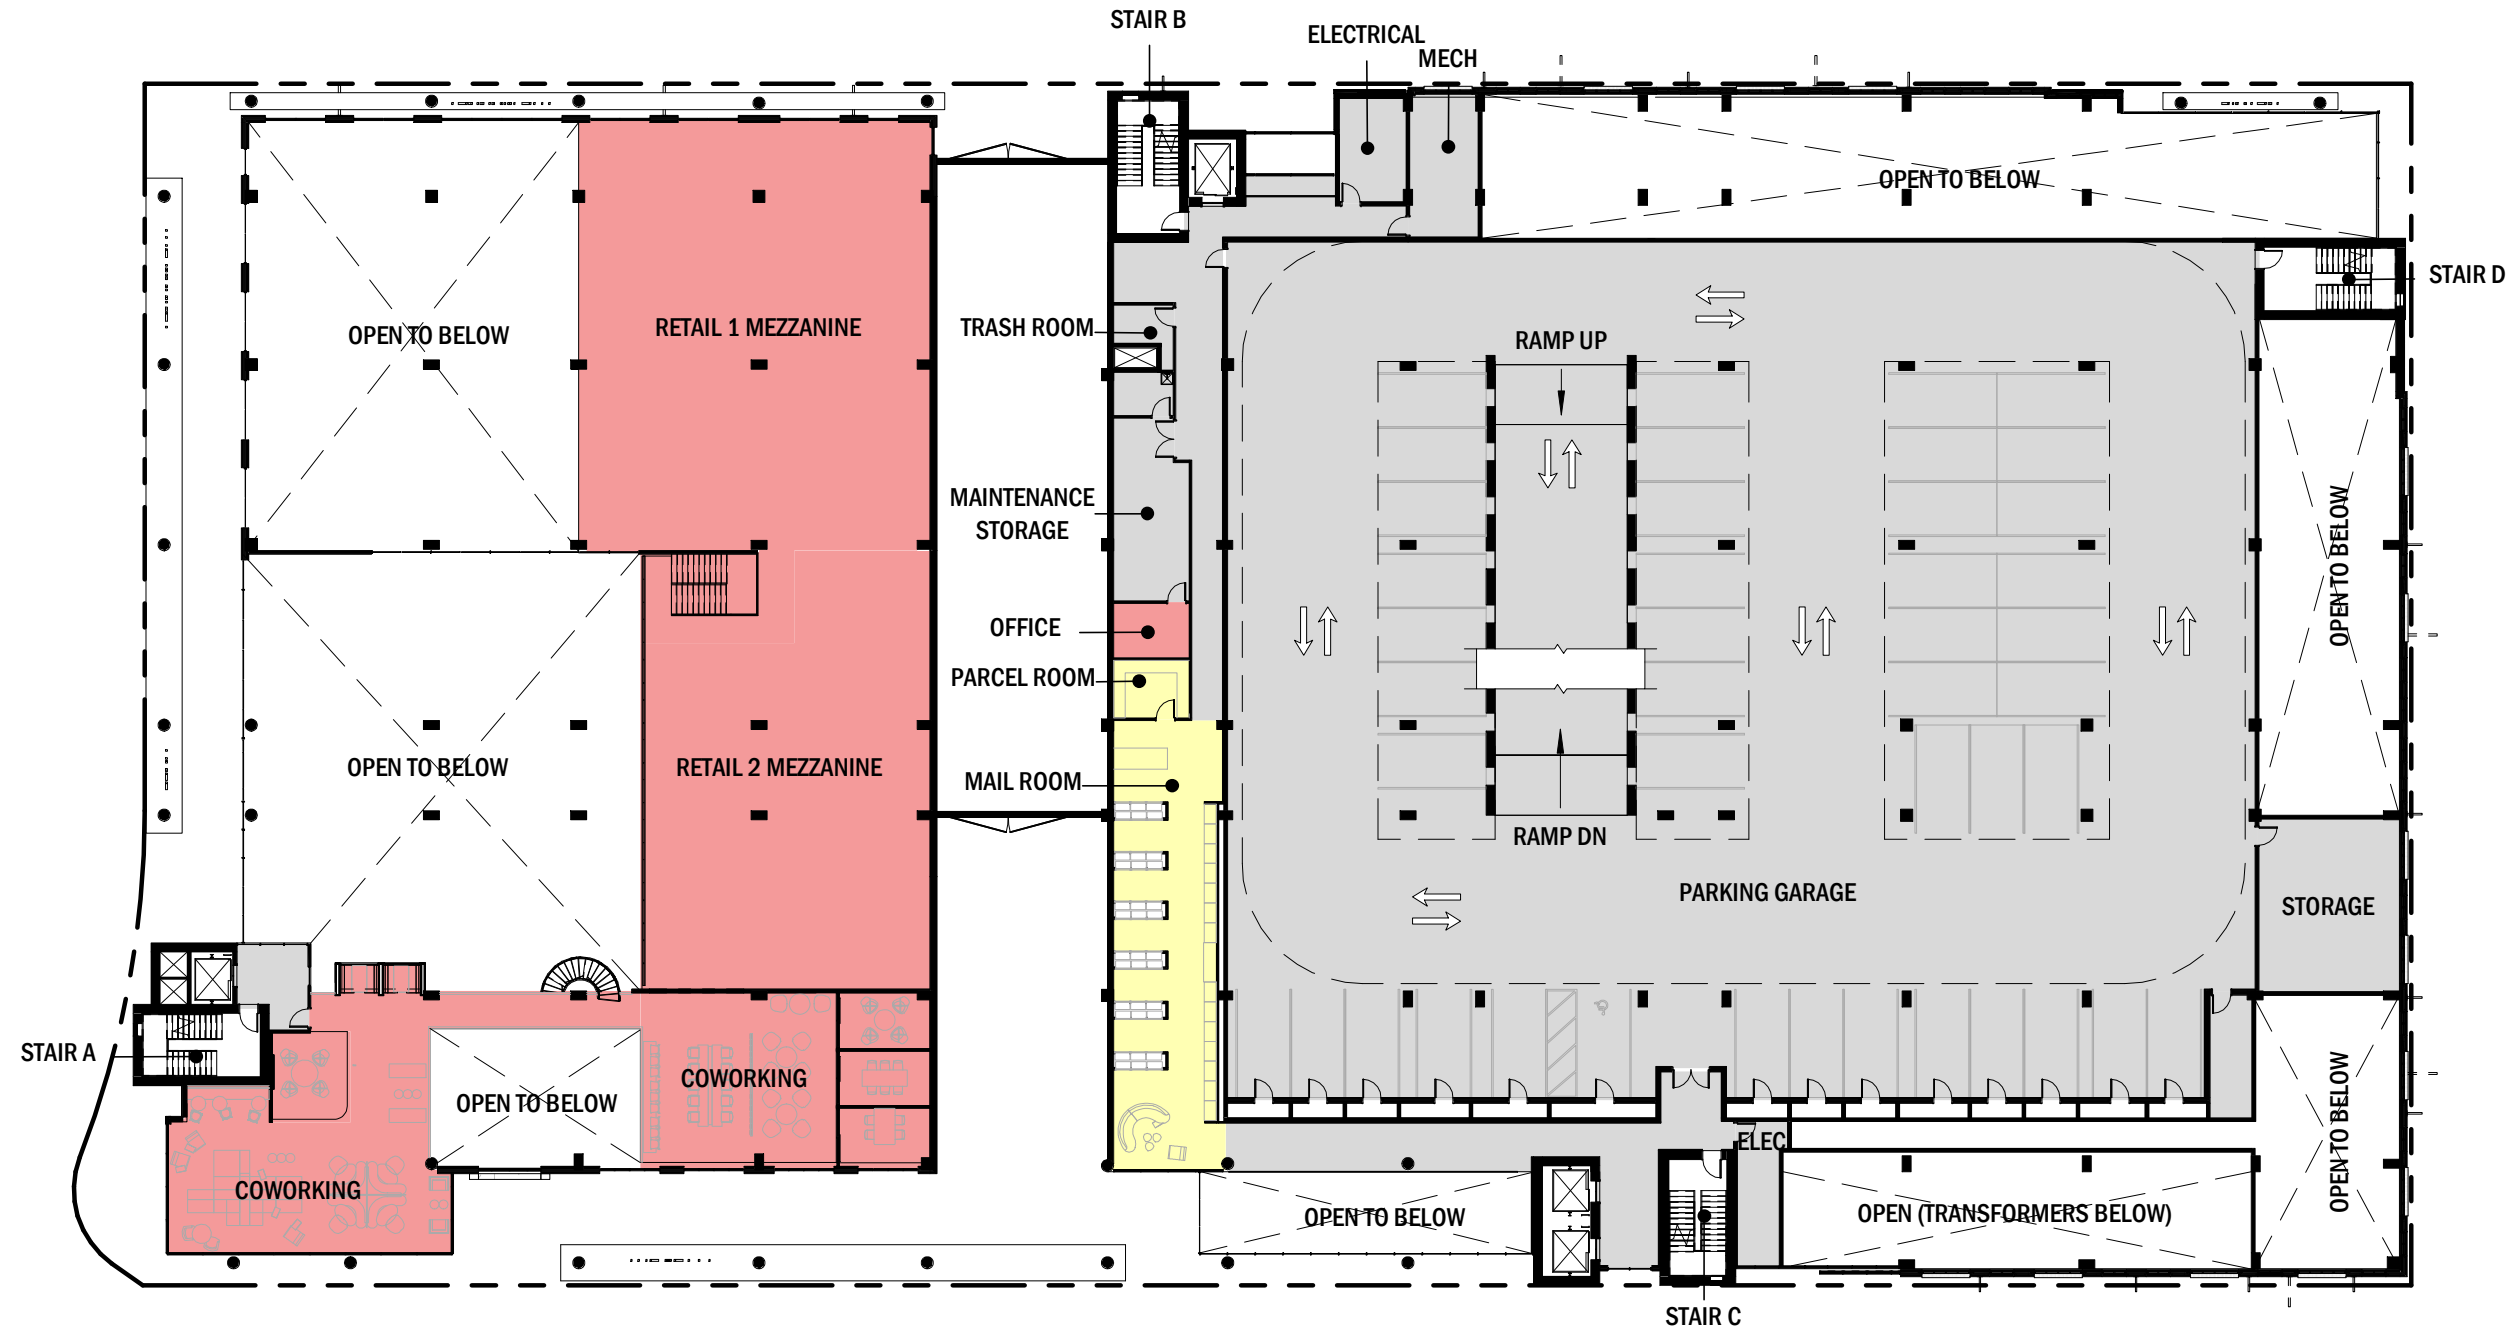 STAIR B
ELECTRICAL
MECH
OPEN TO BELOW
STAIR D
OPEN TO BELOW
RETAIL 1 MEZZANINE
TRASH ROOM
RAMP UP
MAINTENANCE
STORAGE
OPEN TO BELOW
OFFICE
PARCEL ROOM
OPEN TO BELOW
RETAIL 2 MEZZANINE
MAIL ROOM
RAMP DN
PARKING GARAGE
STORAGE
STAIR A
COWORKING
OPEN TO BELOW
ELEC
OPEN TO BELOW
COWORKING
OPEN TO BELOW
OPEN (TRANSFORMERS BELOW)
STAIR C